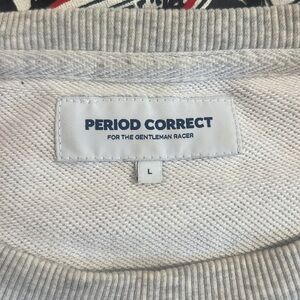 PERIOD CORRECT
FOR THE GENTLEMAN RACER
L